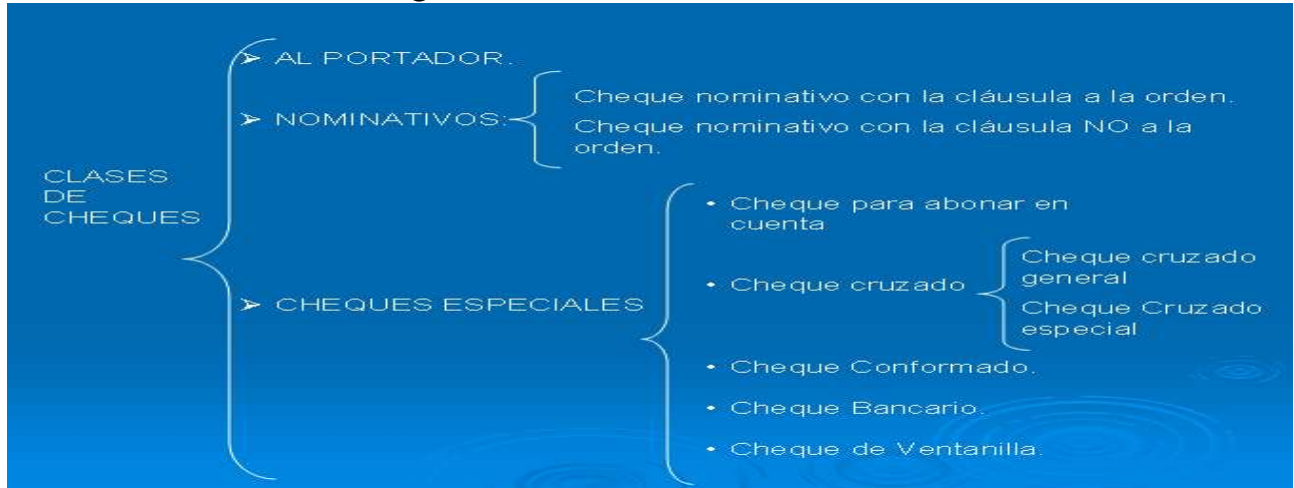 ➢ AL PORTADOR.
➢ NOMINATIVOS:
Cheque nominativo con la cláusula a la orden.
Cheque nominativo con la cláusula NO a la
orden.
CLASES
DE
CHEQUES
➢ CHEQUES ESPECIALES
• Cheque para abonar en
cuenta
• Cheque cruzado
Cheque cruzado
general
Cheque Cruzado
especial
• Cheque Conformado.
• Cheque Bancario.
• Cheque de Ventanilla.